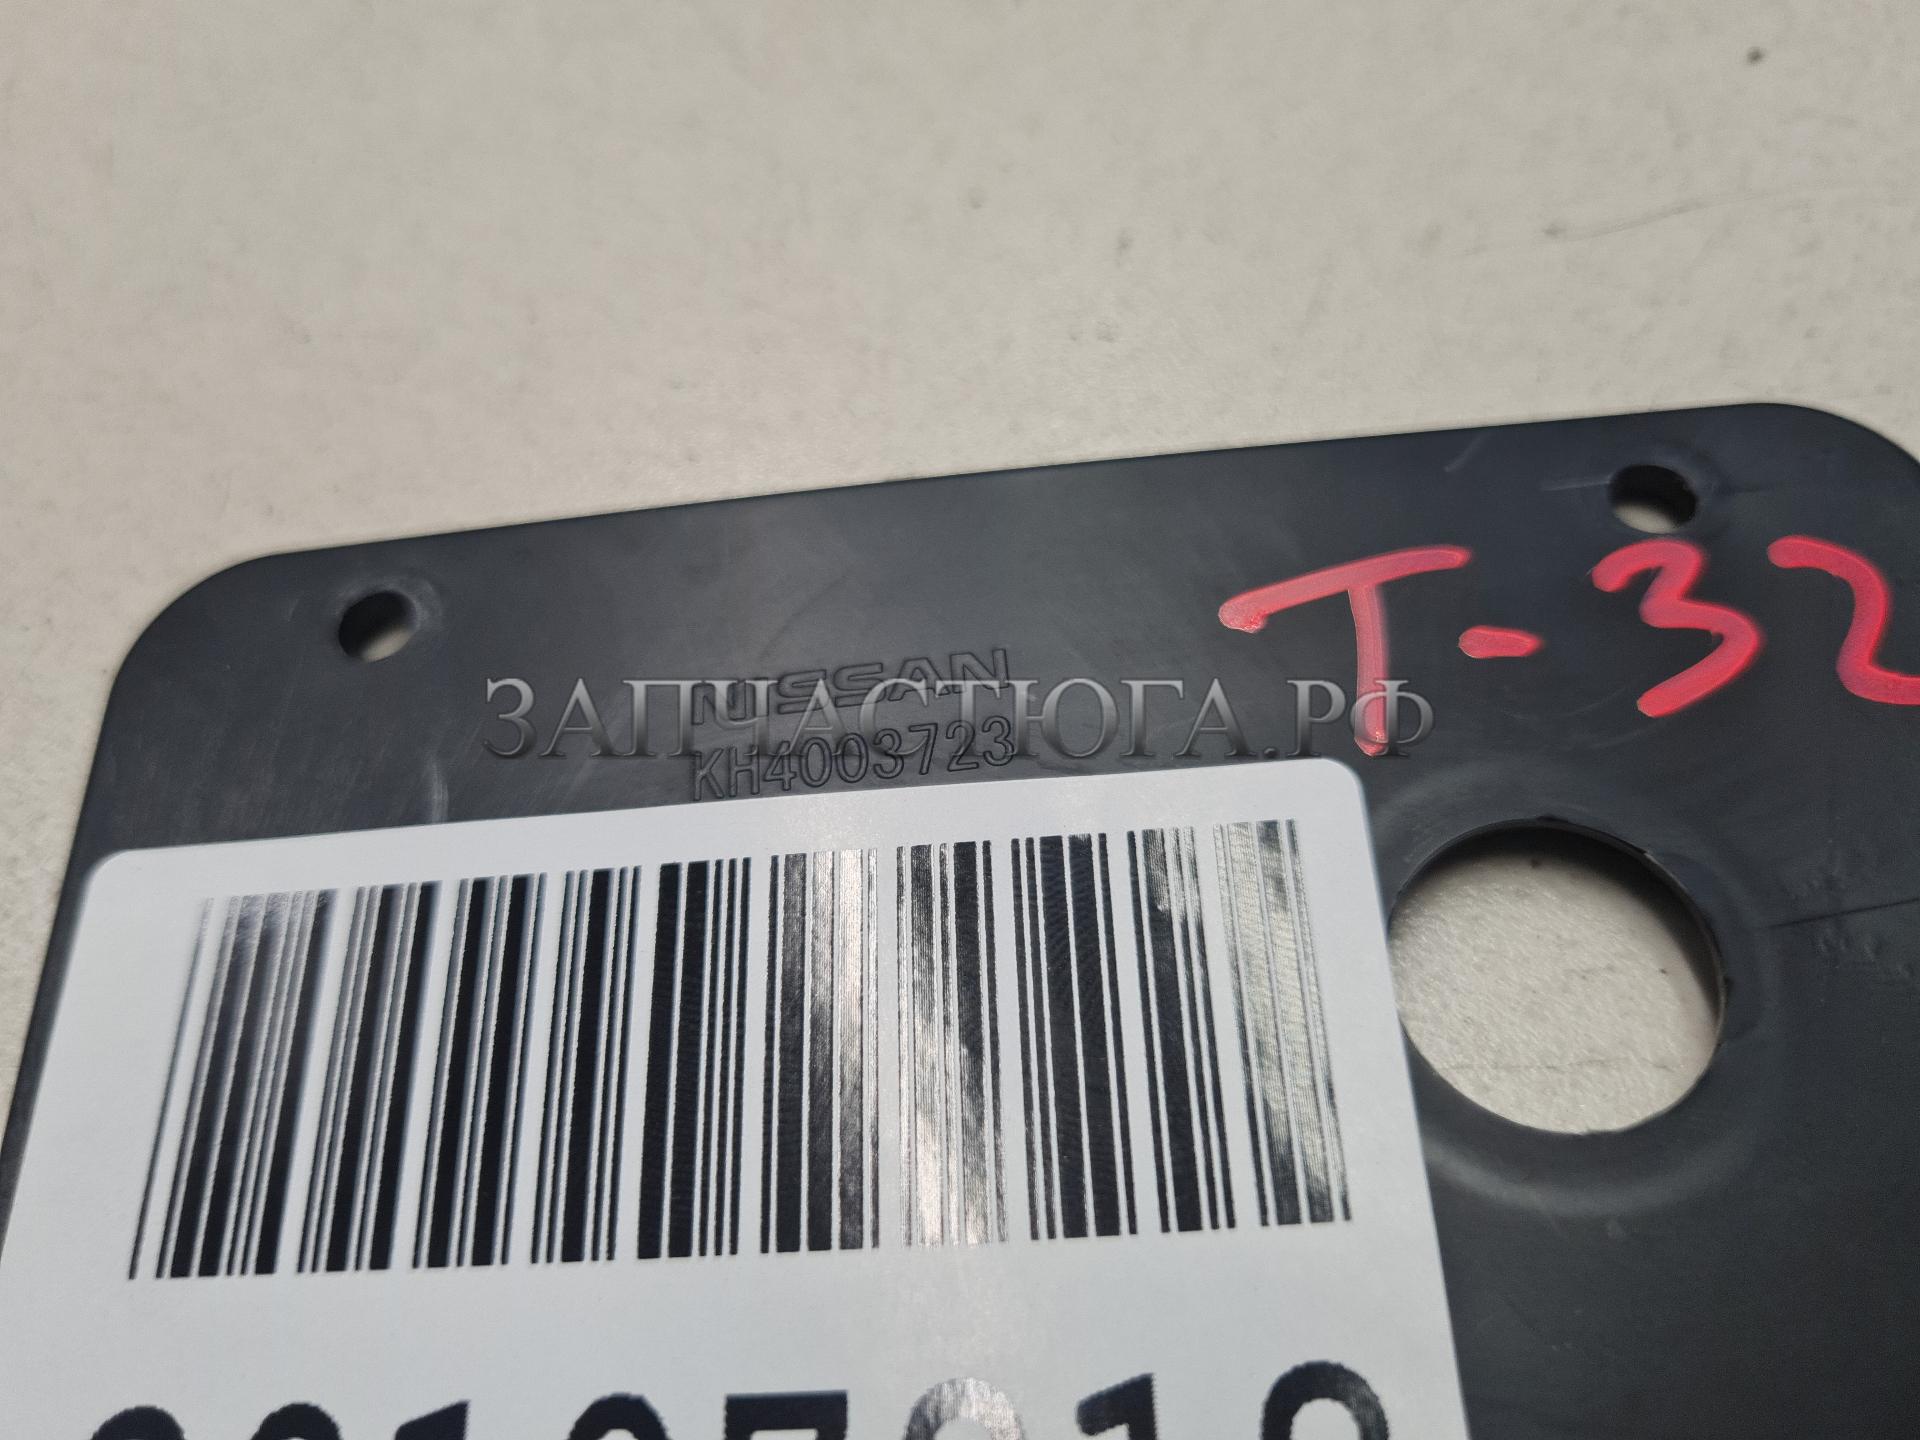 T-32
NISSAN
ЗАПЧАСТЮГА.РФ
KH4003723